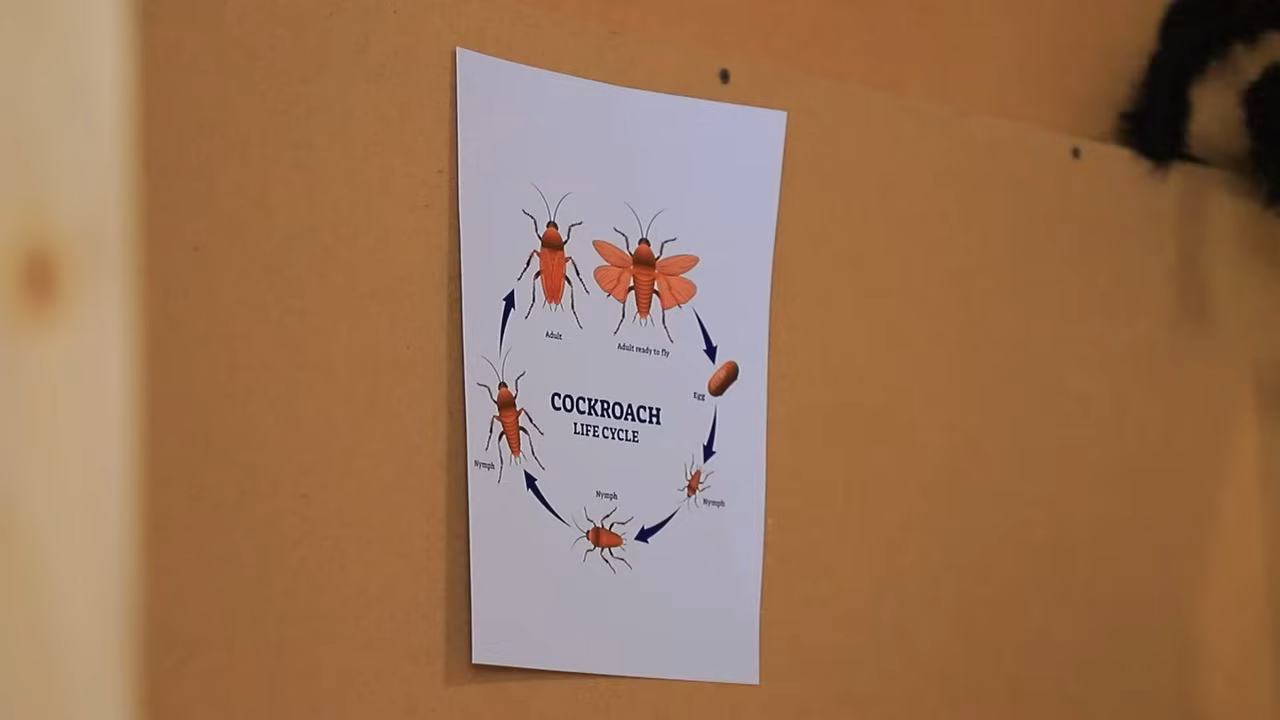 Adult
Adult ready to fly
Egg
COCKROACH
LIFE CYCLE
Nymph
Nymph
Nymph